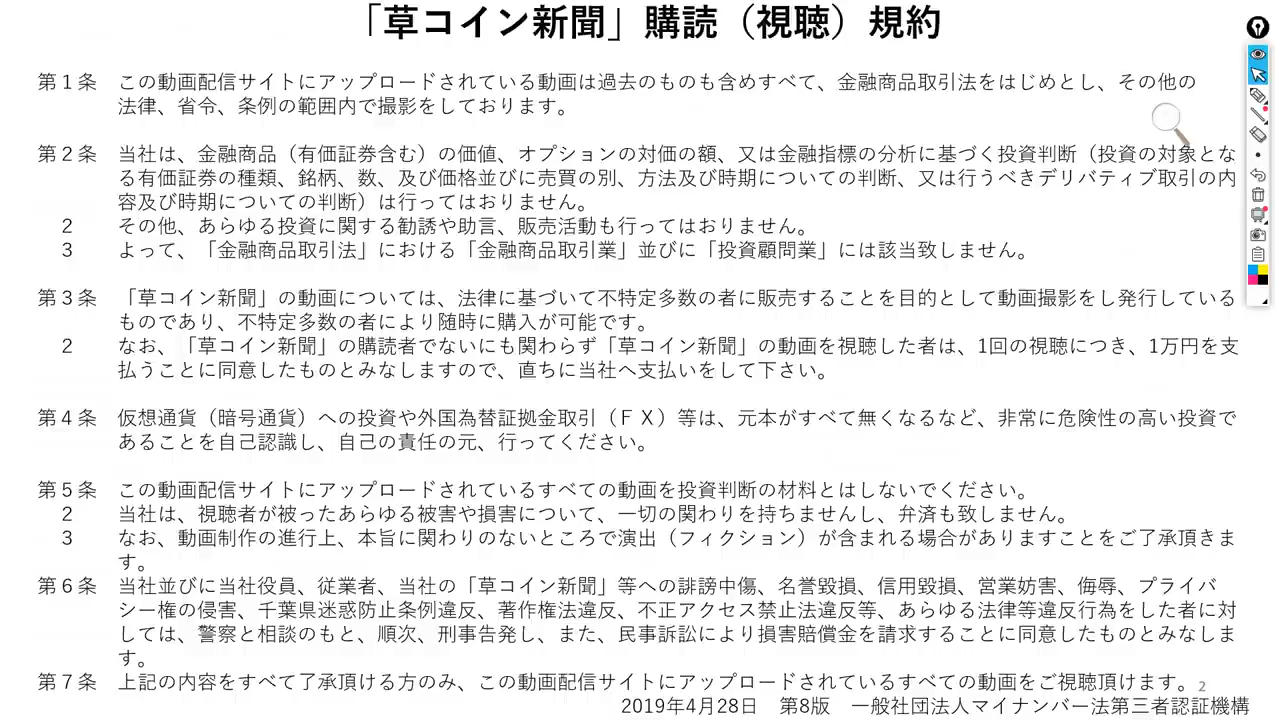 「草コイン新聞」購読（視聴）規約
第１条　この動画配信サイトにアップロードされている動画は過去のものも含めすべて、金融商品取引法をはじめとし、その他の
法律、省令、条例の範囲内で撮影をしております。
第２条　当社は、金融商品（有価証券含む）の価値、オプションの対価の額、又は金融指標の分析に基づく投資判断（投資の対象とな
る有価証券の種類、銘柄、数、及び価格並びに売買の別、方法及び時期についての判断、又は行うべきデリバティブ取引の内
容及び時期についての判断）は行ってはおりません。
2　その他、あらゆる投資に関する勧誘や助言、販売活動も行ってはおりません。
3　よって、「金融商品取引法」における「金融商品取引業」並びに「投資顧問業」には該当致しません。
第３条　「草コイン新聞」の動画については、法律に基づいて不特定多数の者に販売することを目的として動画撮影をし発行している
ものであり、不特定多数の者により随時に購入が可能です。
2　なお、「草コイン新聞」の購読者でないにも関わらず「草コイン新聞」の動画を視聴した者は、1回の視聴につき、1万円を支
払うことに同意したものとみなしますので、直ちに当社へ支払いをして下さい。
第４条　仮想通貨（暗号通貨）への投資や外国為替証拠金取引（ＦＸ）等は、元本がすべて無くなるなど、非常に危険性の高い投資で
あることを自己認識し、自己の責任の元、行ってください。
第５条　この動画配信サイトにアップロードされているすべての動画を投資判断の材料とはしないでください。
2　当社は、視聴者が被ったあらゆる被害や損害について、一切の関わりを持ちませんし、弁済も致しません。
3　なお、動画制作の進行上、本旨に関わりのないところで演出（フィクション）が含まれる場合がありますことをご了承頂きま
す。
第６条　当社並びに当社役員、従業者、当社の「草コイン新聞」等への誹謗中傷、名誉毀損、信用毀損、営業妨害、侮辱、プライバ
シー権の侵害、千葉県迷惑防止条例違反、著作権法違反、不正アクセス禁止法違反等、あらゆる法律等違反行為をした者に対
しては、警察と相談のもと、順次、刑事告発し、また、民事訴訟により損害賠償金を請求することに同意したものとみなしま
す。
第７条　上記の内容をすべて了承頂ける方のみ、この動画配信サイトにアップロードされているすべての動画をご視聴頂けます。
2
2019年4月28日　第8版　一般社団法人マイナンバー法第三者認証機構